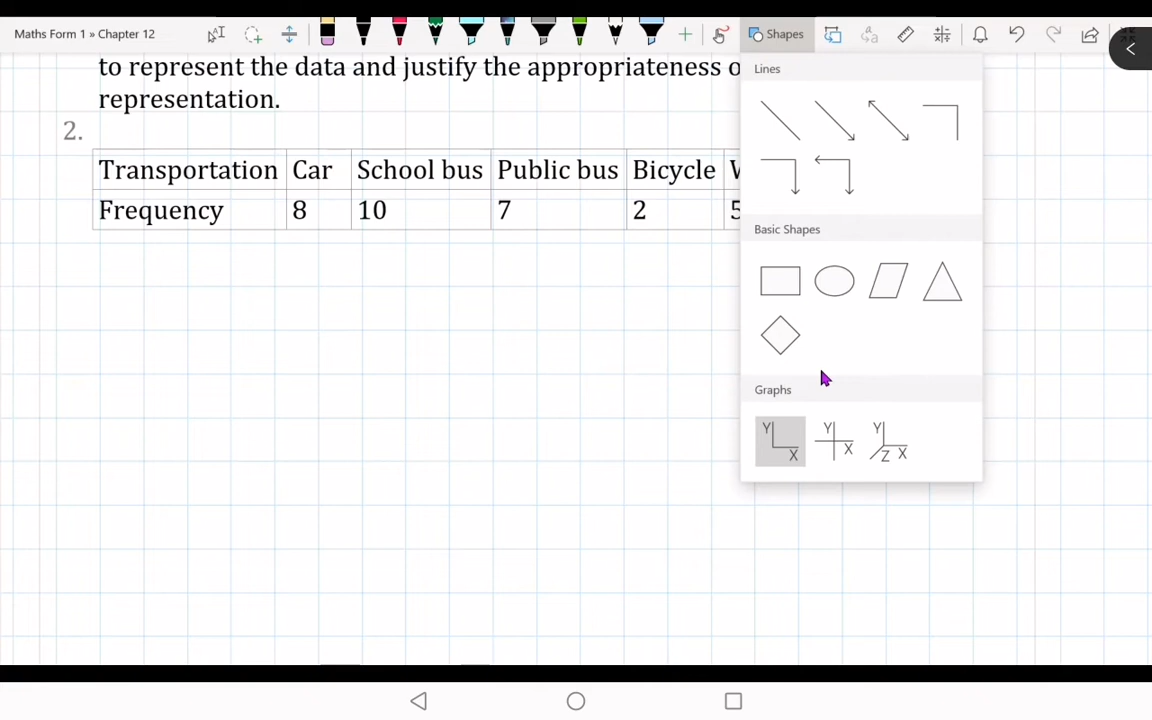 Maths Form 1 » Chapter 12
Shapes
to represent the data and justify the appropriateness
representation.
2.
Transportation Car School bus Public bus Bicycle
Frequency 8 10 7 2 5
Lines
Basic Shapes
Graphs
Y X
Y X
Y Z X